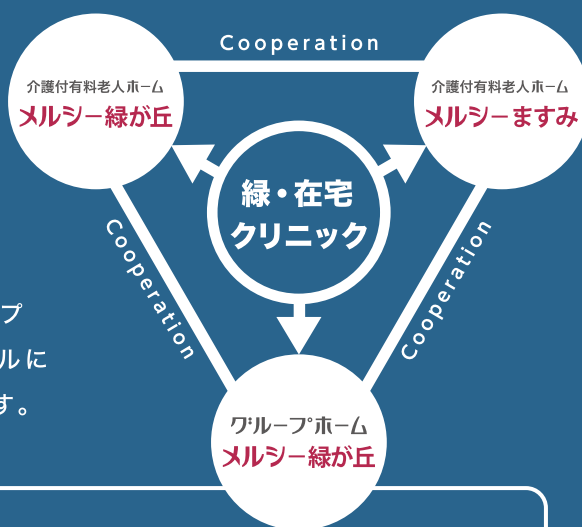 Cooperation
介護付有料老人ホーム
メルシー緑が丘
介護付有料老人ホーム
メルシーますみ
緑・在宅
クリニック
Cooperation
Cooperation
プ
ルに
す。
グループホーム
メルシー緑が丘